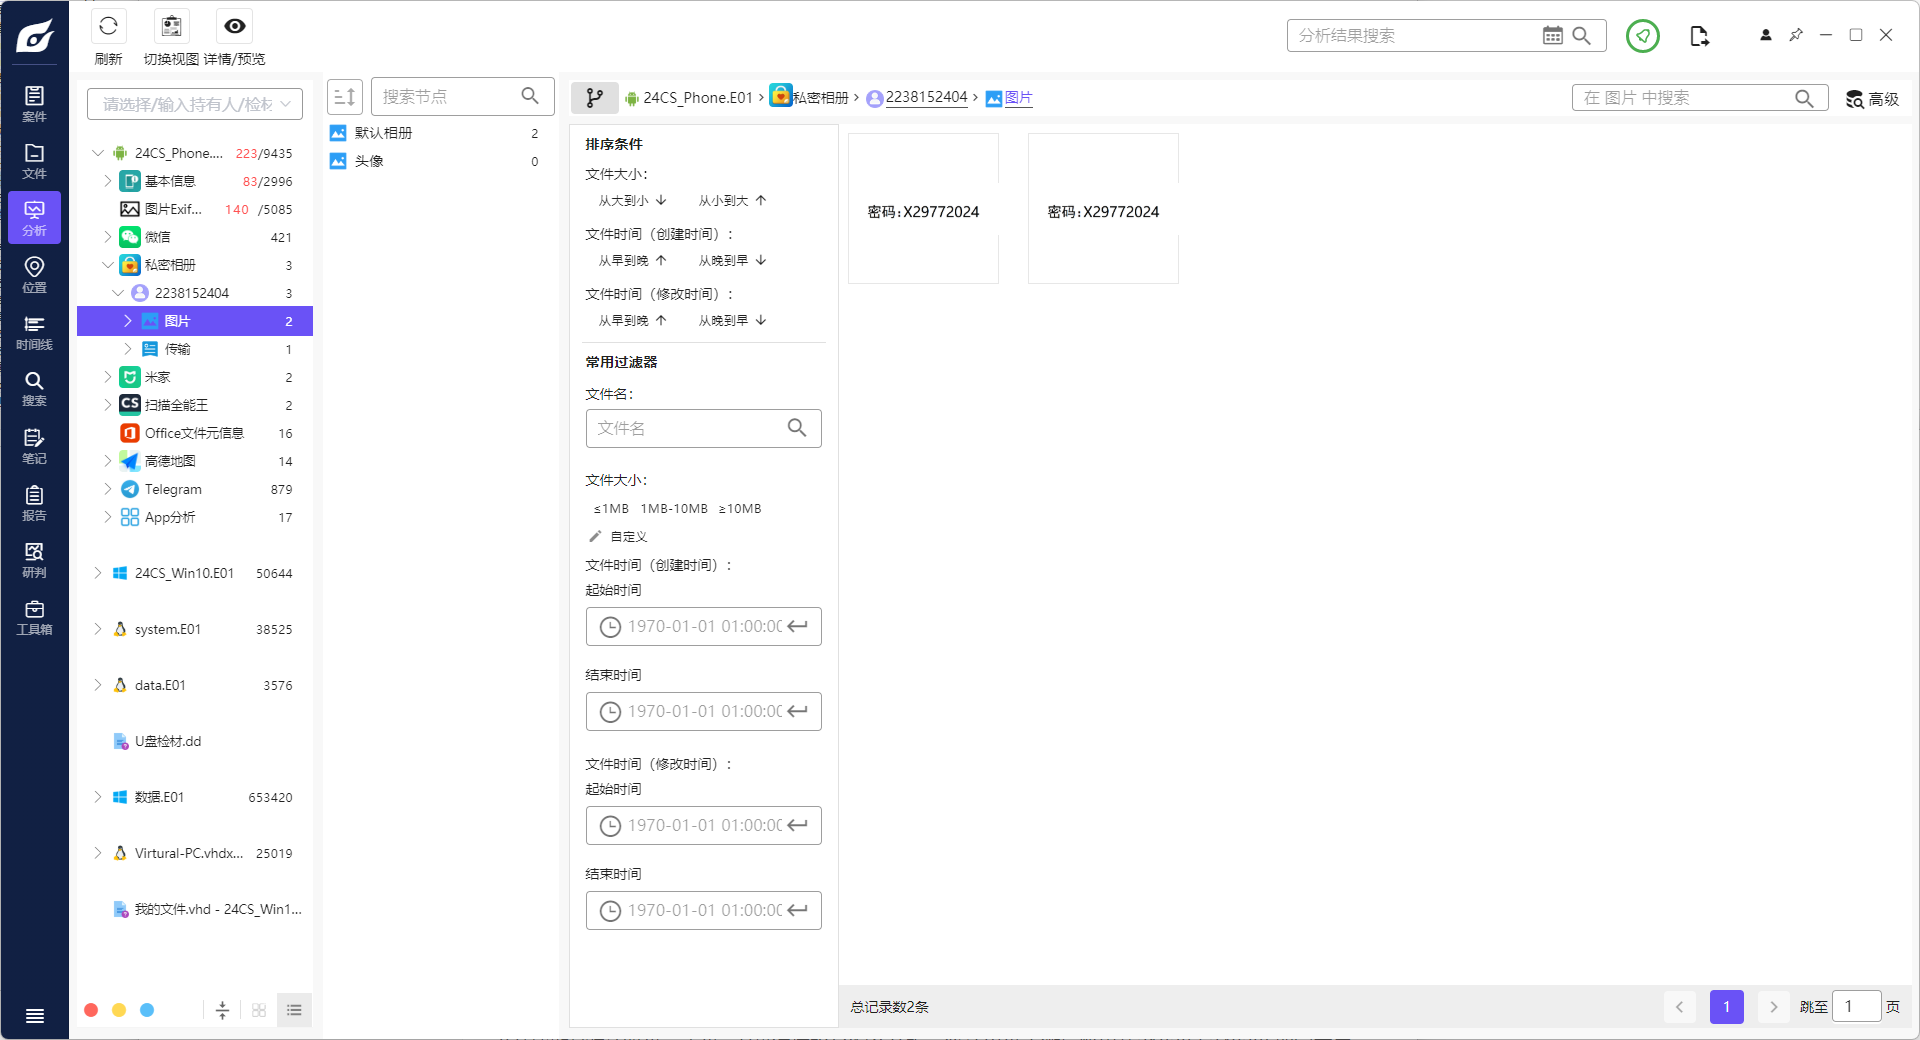 刷新
切换视图
详情/预览
分析结果搜索
案件
文件
分析
位置
时间线
搜索
笔记
报告
研判
工具箱
请选择/输入持有人/检材
24CS_Phone.... 223/9435
基本信息 83/2996
图片Exif... 140 /5085
微信 421
私密相册 3
2238152404 3
图片 2
传输 1
米家 2
CS 扫描全能王 2
Office文件元信息 16
高德地图 14
Telegram 879
App分析 17
24CS_Win10.E01 50644
system.E01 38525
data.E01 3576
U盘检材.dd
数据.E01 653420
Virtural-PC.vhdx... 25019
我的文件.vhd - 24CS_Win1...
搜索节点
默认相册 2
头像 0
24CS_Phone.E01 › 私密相册 › 2238152404 › 图片
在 图片 中搜索
高级
排序条件
文件大小：
从大到小 ↓ 从小到大 ↑
文件时间（创建时间）：
从早到晚 ↑ 从晚到早 ↓
文件时间（修改时间）：
从早到晚 ↑ 从晚到早 ↓
常用过滤器
文件名：
文件名
文件大小：
≤1MB 1MB-10MB ≥10MB
自定义
文件时间（创建时间）：
起始时间
1970-01-01 01:00:00
结束时间
1970-01-01 01:00:00
文件时间（修改时间）：
起始时间
1970-01-01 01:00:00
结束时间
1970-01-01 01:00:00
密码:X29772024
密码:X29772024
总记录数2条
1
跳至 1 页